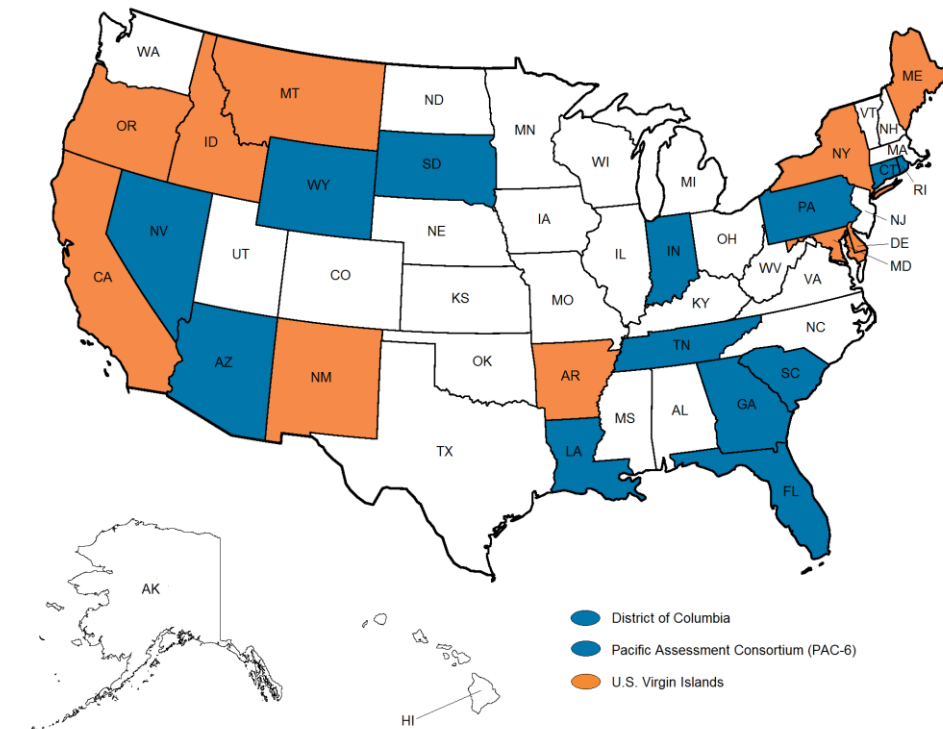 WA
MT
ND
MN
ME
VT
NH
OR
ID
WY
SD
WI
MI
NY
MA
CT
RI
NV
UT
NE
IA
PA
NJ
CA
CO
IL
IN
OH
DE
MD
WV
VA
KS
MO
KY
AZ
NM
OK
AR
TN
NC
SC
TX
LA
MS
AL
GA
FL
AK
HI
District of Columbia
Pacific Assessment Consortium (PAC-6)
U.S. Virgin Islands